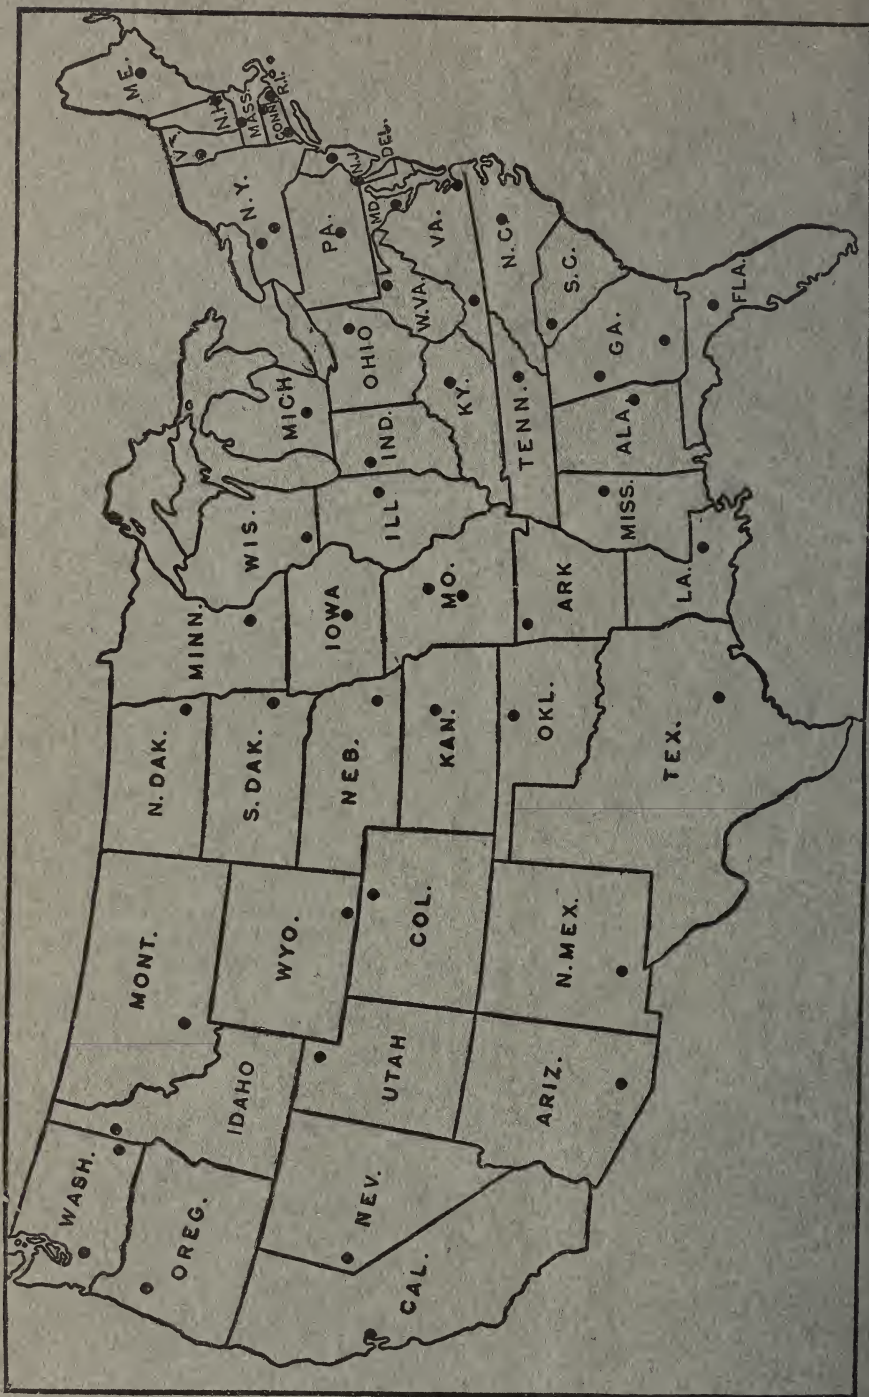 WASH.
OREG.
CAL.
NEV.
IDAHO
MONT.
WYO.
UTAH
COL.
ARIZ.
N.MEX.
N.DAK.
S.DAK.
NEB.
KAN.
OKL.
TEX.
MINN.
IOWA
MO.
ARK
LA.
WIS.
ILL
MICH
IND.
OHIO
KY.
TENN.
MISS.
ALA.
GA.
FLA.
S.C.
N.C.
VA.
W.VA.
MD.
DEL.
PA.
N.J.
N.Y.
VT.
N.H.
ME.
MASS.
CONN.
R.I.